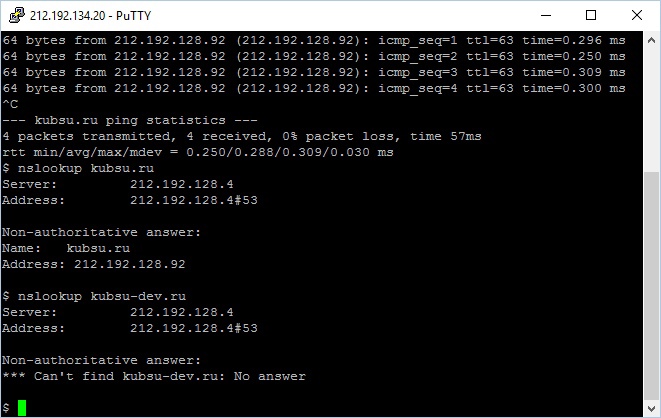 212.192.134.20 - PuTTY
64 bytes from 212.192.128.92 (212.192.128.92): icmp_seq=1 ttl=63 time=0.296 ms
64 bytes from 212.192.128.92 (212.192.128.92): icmp_seq=2 ttl=63 time=0.250 ms
64 bytes from 212.192.128.92 (212.192.128.92): icmp_seq=3 ttl=63 time=0.309 ms
64 bytes from 212.192.128.92 (212.192.128.92): icmp_seq=4 ttl=63 time=0.300 ms
^C
--- kubsu.ru ping statistics ---
4 packets transmitted, 4 received, 0% packet loss, time 57ms
rtt min/avg/max/mdev = 0.250/0.288/0.309/0.030 ms
$ nslookup kubsu.ru
Server:         212.192.128.4
Address:        212.192.128.4#53

Non-authoritative answer:
Name:   kubsu.ru
Address: 212.192.128.92

$ nslookup kubsu-dev.ru
Server:         212.192.128.4
Address:        212.192.128.4#53

Non-authoritative answer:
*** Can't find kubsu-dev.ru: No answer

$